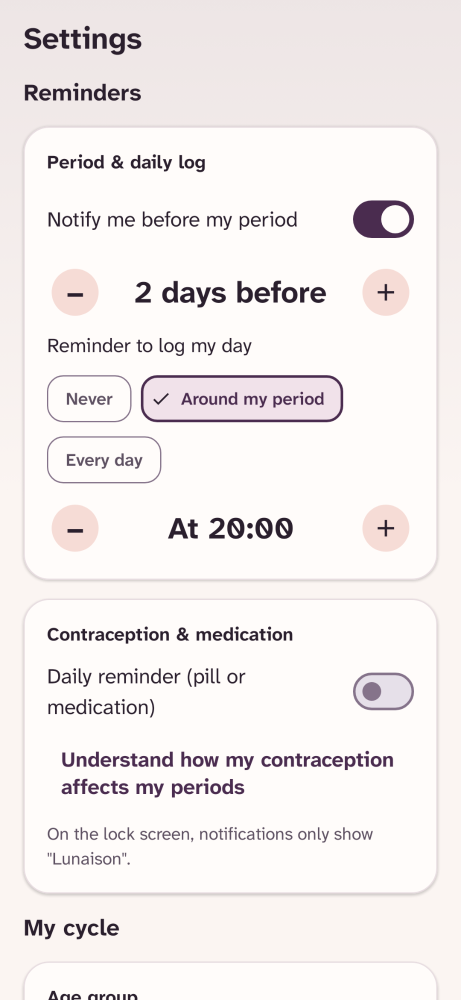 Settings
Reminders
Period & daily log
Notify me before my period
– 2 days before +
Reminder to log my day
Never
Around my period
Every day
– At 20:00 +
Contraception & medication
Daily reminder (pill or
medication)
Understand how my contraception
affects my periods
On the lock screen, notifications only show
"Lunaison".
My cycle
Age group